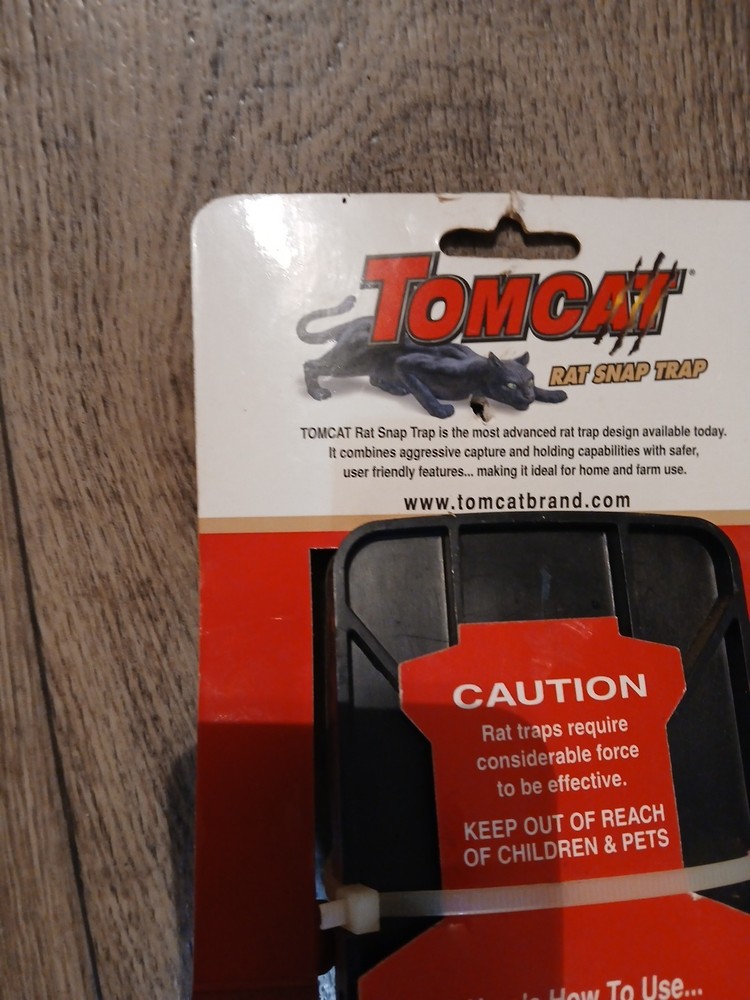 TOMCAT®
RAT SNAP TRAP
TOMCAT Rat Snap Trap is the most advanced rat trap design available today.
It combines aggressive capture and holding capabilities with safer,
user friendly features... making it ideal for home and farm use.
www.tomcatbrand.com
CAUTION
Rat traps require
considerable force
to be effective.
KEEP OUT OF REACH
OF CHILDREN & PETS
How To Use...